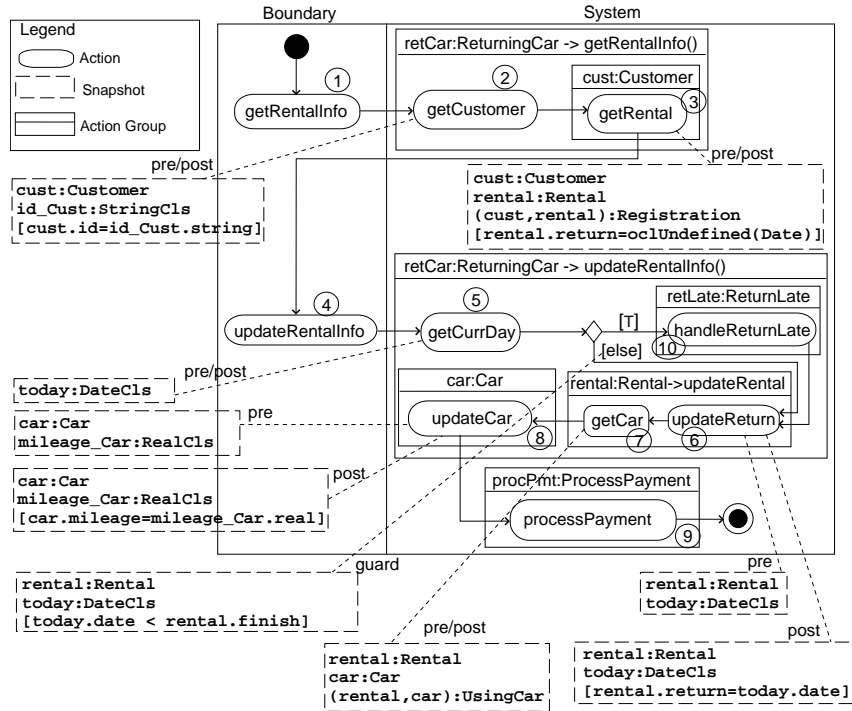 Boundary
System
Legend
Action
Snapshot
Action Group
retCar:ReturningCar -> getRentalInfo()
1
2
cust:Customer
3
getRentalInfo
getCustomer
getRental
pre/post
pre/post
cust:Customer
id_Cust:StringCls
[cust.id=id_Cust.string]
cust:Customer
rental:Rental
(cust,rental):Registration
[rental.return=oclUndefined(Date)]
retCar:ReturningCar -> updateRentalInfo()
4
5
retLate:ReturnLate
[T]
updateRentalInfo
getCurrDay
handleReturnLate
10
[else]
pre/post
today:DateCls
car:Car
rental:Rental->updateRental
pre
car:Car
mileage_Car:RealCls
updateCar
getCar
updateReturn
8
7
6
post
car:Car
mileage_Car:RealCls
[car.mileage=mileage_Car.real]
procPmt:ProcessPayment
processPayment
9
guard
rental:Rental
today:DateCls
[today.date < rental.finish]
pre
rental:Rental
today:DateCls
pre/post
rental:Rental
car:Car
(rental,car):UsingCar
post
rental:Rental
today:DateCls
[rental.return=today.date]